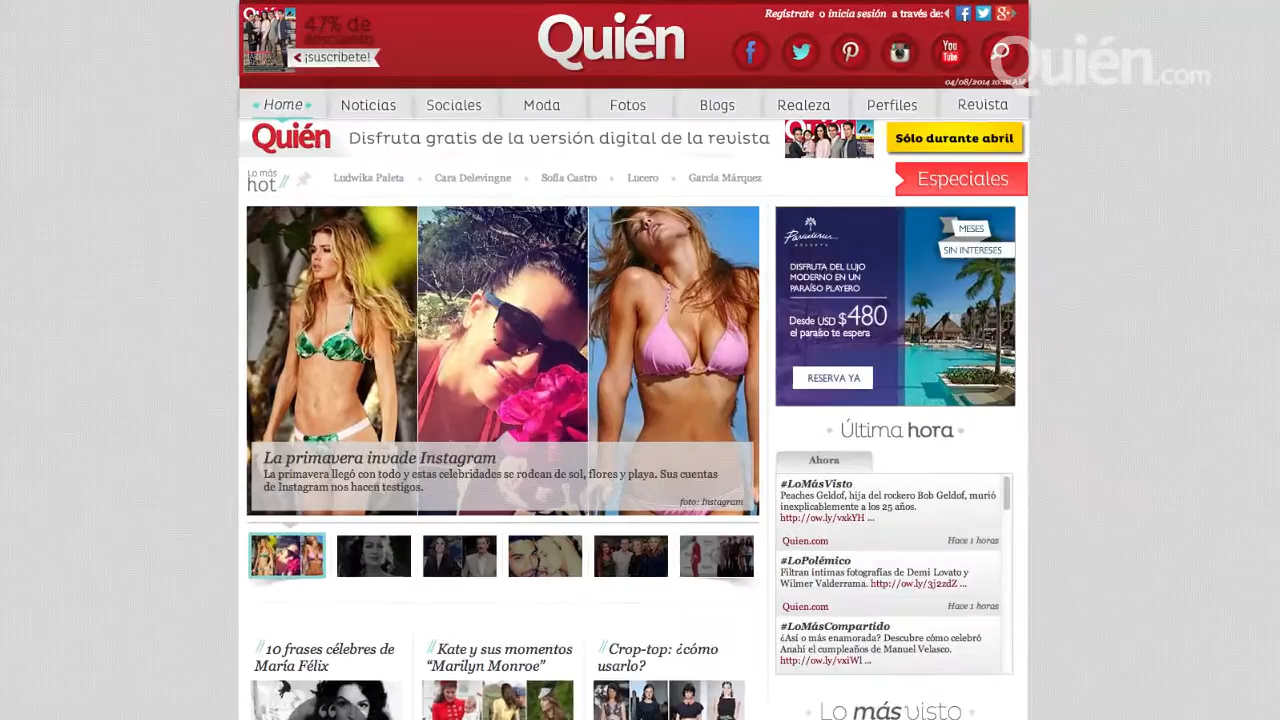 47% de
descuento
¡suscríbete!
Quién
Regístrate o inicia sesión a través de:
You
Tube
Quién.com
04/08/2014 10:01 AM
Home
Noticias
Sociales
Moda
Fotos
Blogs
Realeza
Perfiles
Revista
Quién
Disfruta gratis de la versión digital de la revista
Sólo durante abril
Lo más
hot
Ludwika Paleta
Cara Delevingne
Sofía Castro
Lucero
García Márquez
Especiales
La primavera invade Instagram
La primavera llegó con todo y estas celebridades se rodean de sol, flores y playa. Sus cuentas
de Instagram nos hacen testigos.
foto: Instagram
Paradisus
RESORTS
MESES
SIN INTERESES
DISFRUTA DEL LUJO
MODERNO EN UN
PARAÍSO PLAYERO
Desde USD $480
el paraíso te espera
RESERVA YA
Última hora
Ahora
#LoMásVisto
Peaches Geldof, hija del rockero Bob Geldof, murió
inexplicablemente a los 25 años.
http://ow.ly/vxkYH ...
Quien.com
Hace 1 horas
#LoPolémico
Filtran íntimas fotografías de Demi Lovato y
Wilmer Valderrama. http://ow.ly/3j2zdZ ...
Quien.com
Hace 1 horas
#LoMásCompartido
¿Así o más enamorada? Descubre cómo celebró
Anahí el cumpleaños de Manuel Velasco.
http://ow.ly/vxiWl ...
10 frases célebres de
María Félix
Kate y sus momentos
“Marilyn Monroe”
Crop-top: ¿cómo
usarlo?
Lo más visto